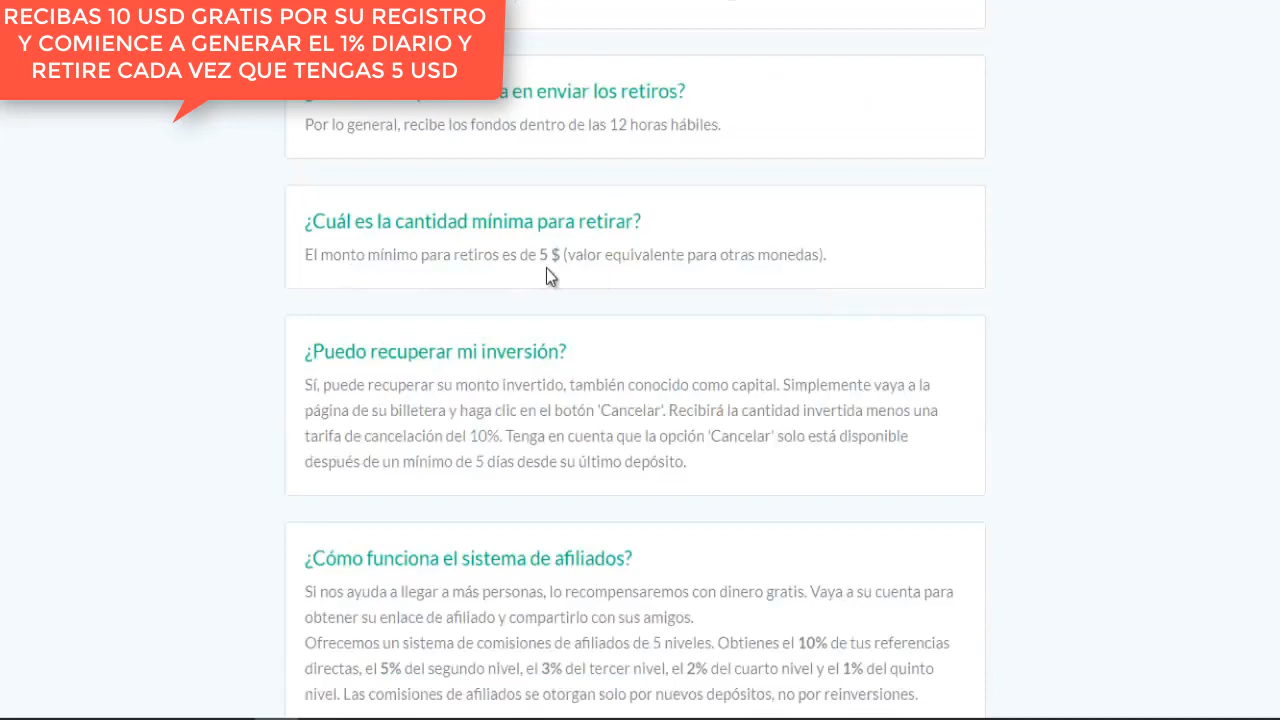 RECIBAS 10 USD GRATIS POR SU REGISTRO
Y COMIENCE A GENERAR EL 1% DIARIO Y
RETIRE CADA VEZ QUE TENGAS 5 USD
en enviar los retiros?
Por lo general, recibe los fondos dentro de las 12 horas hábiles.
¿Cuál es la cantidad mínima para retirar?
El monto mínimo para retiros es de 5 $ (valor equivalente para otras monedas).
¿Puedo recuperar mi inversión?
Sí, puede recuperar su monto invertido, también conocido como capital. Simplemente vaya a la
página de su billetera y haga clic en el botón 'Cancelar'. Recibirá la cantidad invertida menos una
tarifa de cancelación del 10%. Tenga en cuenta que la opción 'Cancelar' solo está disponible
después de un mínimo de 5 días desde su último depósito.
¿Cómo funciona el sistema de afiliados?
Si nos ayuda a llegar a más personas, lo recompensaremos con dinero gratis. Vaya a su cuenta para
obtener su enlace de afiliado y compartirlo con sus amigos.
Ofrecemos un sistema de comisiones de afiliados de 5 niveles. Obtienes el 10% de tus referencias
directas, el 5% del segundo nivel, el 3% del tercer nivel, el 2% del cuarto nivel y el 1% del quinto
nivel. Las comisiones de afiliados se otorgan solo por nuevos depósitos, no por reinversiones.